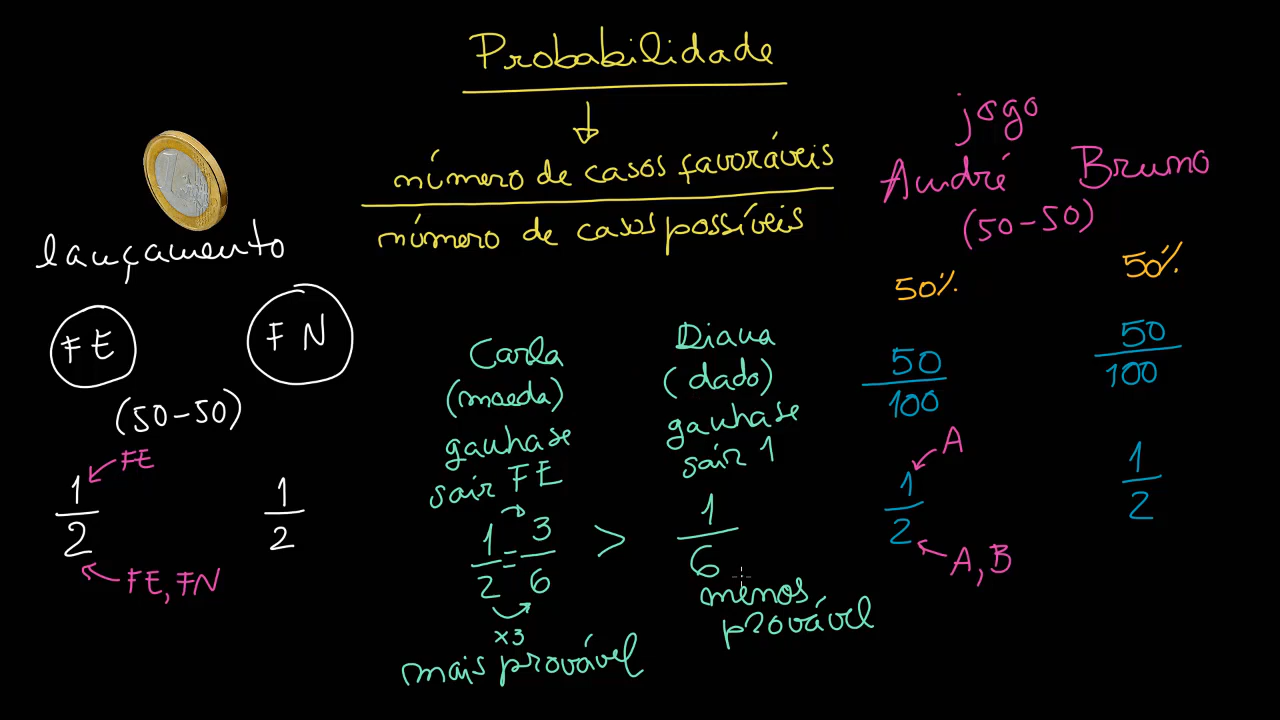 Probabilidade
número de casos favoráveis
número de casos possíveis
1
lançamento
FE
FN
(50-50)
1
2
FE
FE, FN
1
2
Carla
(moeda)
ganha se
sair FE
1
2
=
3
6
x3
mais provável
>
Diana
(dado)
ganha se
sair 1
1
6
menos
provável
jogo
André Bruno
(50-50)
50%
50%
50
100
50
100
1
2
A
A, B
1
2